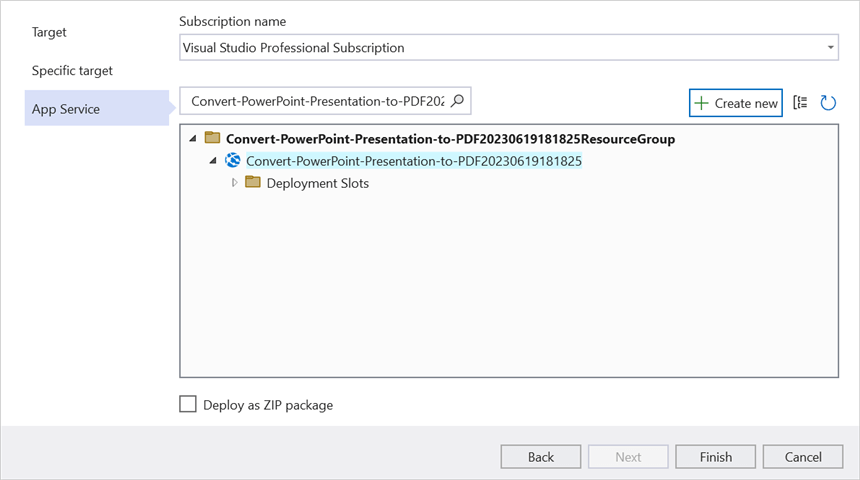 Target
Specific target
App Service
Subscription name
Visual Studio Professional Subscription
Convert-PowerPoint-Presentation-to-PDF202
Create new
Convert-PowerPoint-Presentation-to-PDF20230619181825ResourceGroup
Convert-PowerPoint-Presentation-to-PDF20230619181825
Deployment Slots
Deploy as ZIP package
Back
Next
Finish
Cancel